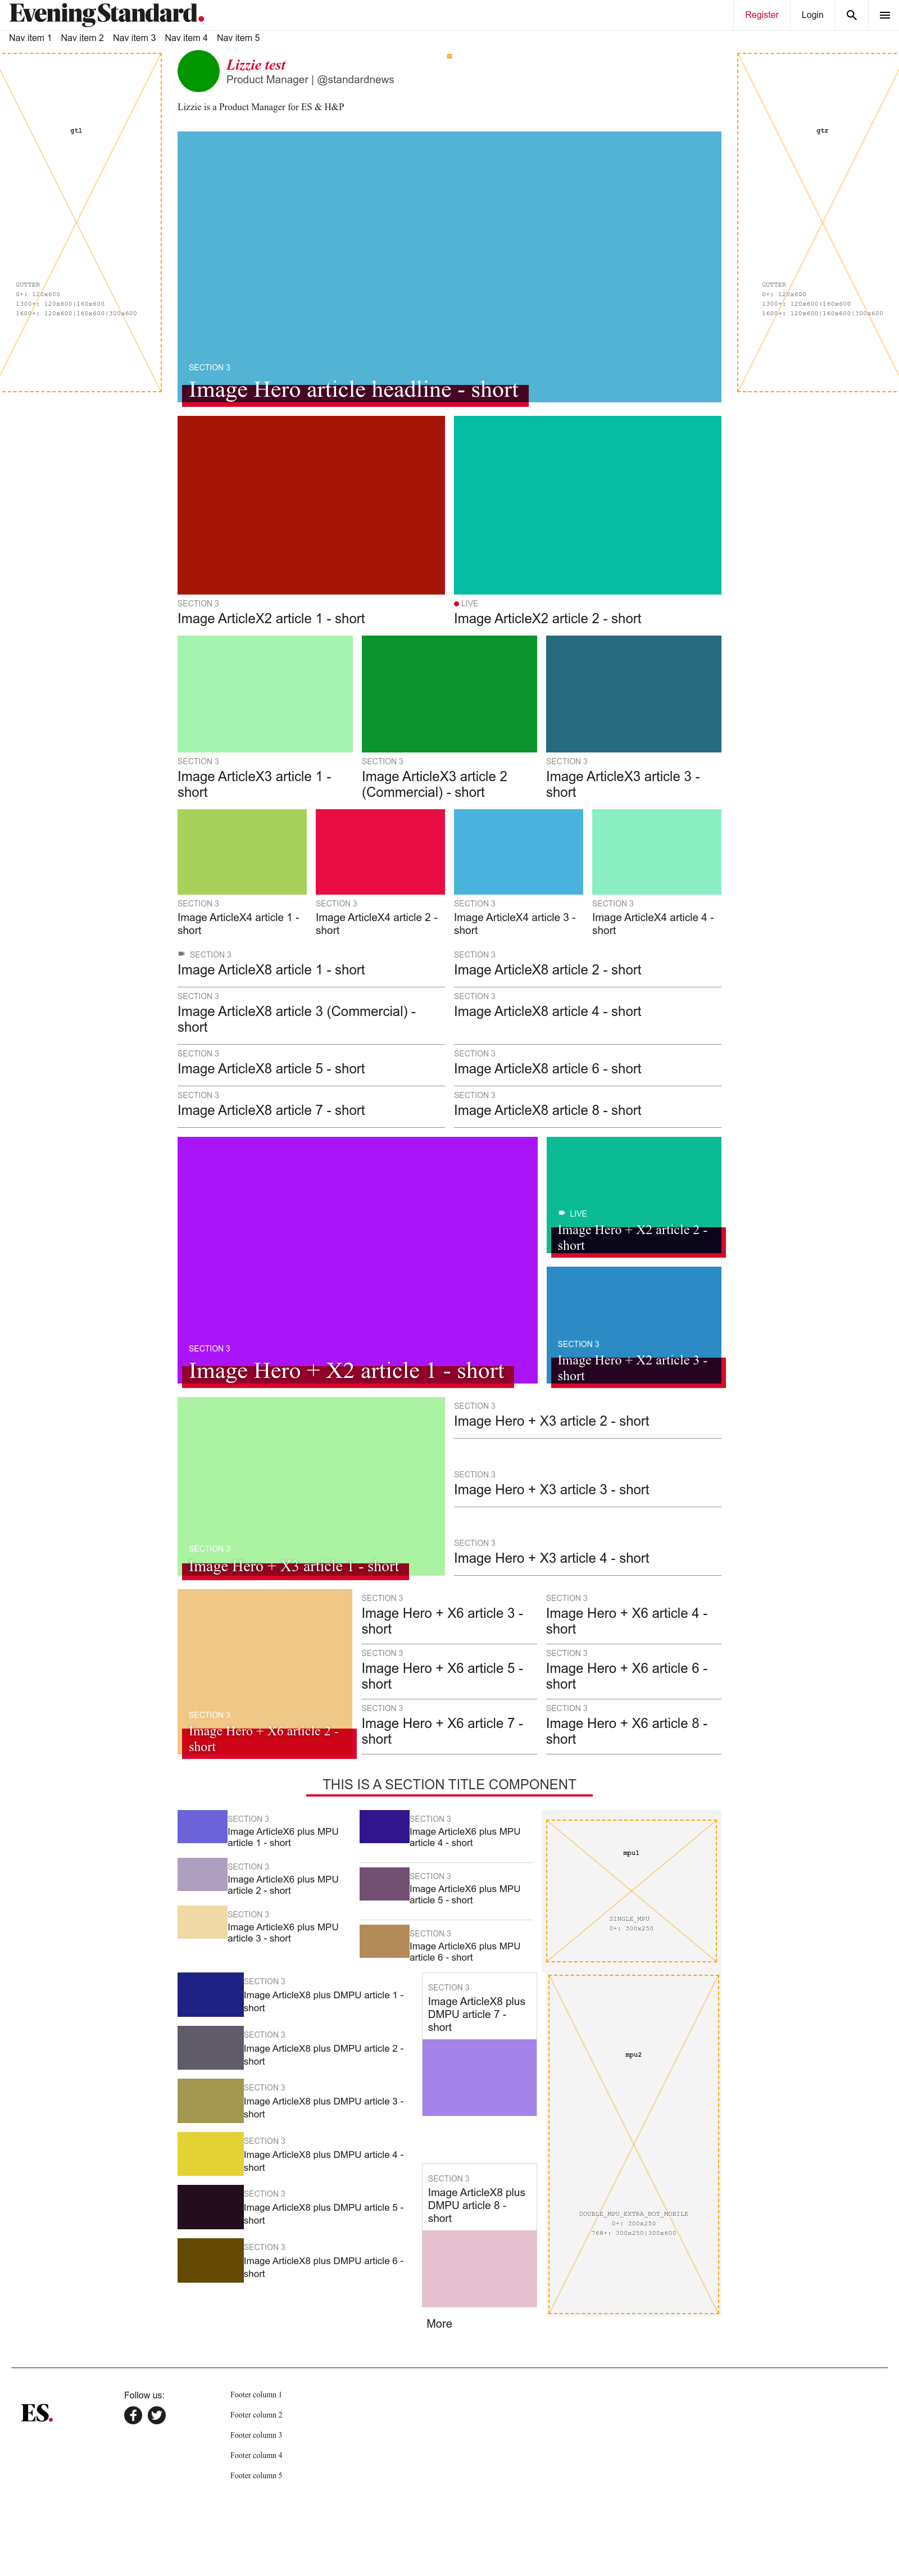 EveningStandard.
Register
Login
Nav item 1 Nav item 2 Nav item 3 Nav item 4 Nav item 5
Lizzie test
Product Manager | @standardnews
Lizzie is a Product Manager for ES & H&P
gtl
GUTTER
0+: 120x600
1300+: 120x600|160x600
1600+: 120x600|160x600|300x600
gtr
GUTTER
0+: 120x600
1300+: 120x600|160x600
1600+: 120x600|160x600|300x600
SECTION 3
Image Hero article headline - short
SECTION 3
Image ArticleX2 article 1 - short
LIVE
Image ArticleX2 article 2 - short
SECTION 3
Image ArticleX3 article 1 -
short
SECTION 3
Image ArticleX3 article 2
(Commercial) - short
SECTION 3
Image ArticleX3 article 3 -
short
SECTION 3
Image ArticleX4 article 1 -
short
SECTION 3
Image ArticleX4 article 2 -
short
SECTION 3
Image ArticleX4 article 3 -
short
SECTION 3
Image ArticleX4 article 4 -
short
SECTION 3
Image ArticleX8 article 1 - short
SECTION 3
Image ArticleX8 article 2 - short
SECTION 3
Image ArticleX8 article 3 (Commercial) -
short
SECTION 3
Image ArticleX8 article 4 - short
SECTION 3
Image ArticleX8 article 5 - short
SECTION 3
Image ArticleX8 article 6 - short
SECTION 3
Image ArticleX8 article 7 - short
SECTION 3
Image ArticleX8 article 8 - short
SECTION 3
Image Hero + X2 article 1 - short
LIVE
Image Hero + X2 article 2 -
short
SECTION 3
Image Hero + X2 article 3 -
short
SECTION 3
Image Hero + X3 article 1 - short
SECTION 3
Image Hero + X3 article 2 - short
SECTION 3
Image Hero + X3 article 3 - short
SECTION 3
Image Hero + X3 article 4 - short
SECTION 3
Image Hero + X6 article 2 -
short
SECTION 3
Image Hero + X6 article 3 -
short
SECTION 3
Image Hero + X6 article 4 -
short
SECTION 3
Image Hero + X6 article 5 -
short
SECTION 3
Image Hero + X6 article 6 -
short
SECTION 3
Image Hero + X6 article 7 -
short
SECTION 3
Image Hero + X6 article 8 -
short
THIS IS A SECTION TITLE COMPONENT
SECTION 3
Image ArticleX6 plus MPU
article 1 - short
SECTION 3
Image ArticleX6 plus MPU
article 2 - short
SECTION 3
Image ArticleX6 plus MPU
article 3 - short
SECTION 3
Image ArticleX6 plus MPU
article 4 - short
SECTION 3
Image ArticleX6 plus MPU
article 5 - short
SECTION 3
Image ArticleX6 plus MPU
article 6 - short
mpu1
SINGLE_MPU
0+: 300x250
SECTION 3
Image ArticleX8 plus DMPU article 1 -
short
SECTION 3
Image ArticleX8 plus DMPU article 2 -
short
SECTION 3
Image ArticleX8 plus DMPU article 3 -
short
SECTION 3
Image ArticleX8 plus DMPU article 4 -
short
SECTION 3
Image ArticleX8 plus DMPU article 5 -
short
SECTION 3
Image ArticleX8 plus DMPU article 6 -
short
SECTION 3
Image ArticleX8 plus
DMPU article 7 -
short
SECTION 3
Image ArticleX8 plus
DMPU article 8 -
short
mpu2
DOUBLE_MPU_EXTRA_NOT_MOBILE
0+: 300x250
768+: 300x250|300x600
More
ES.
Follow us:
Footer column 1
Footer column 2
Footer column 3
Footer column 4
Footer column 5